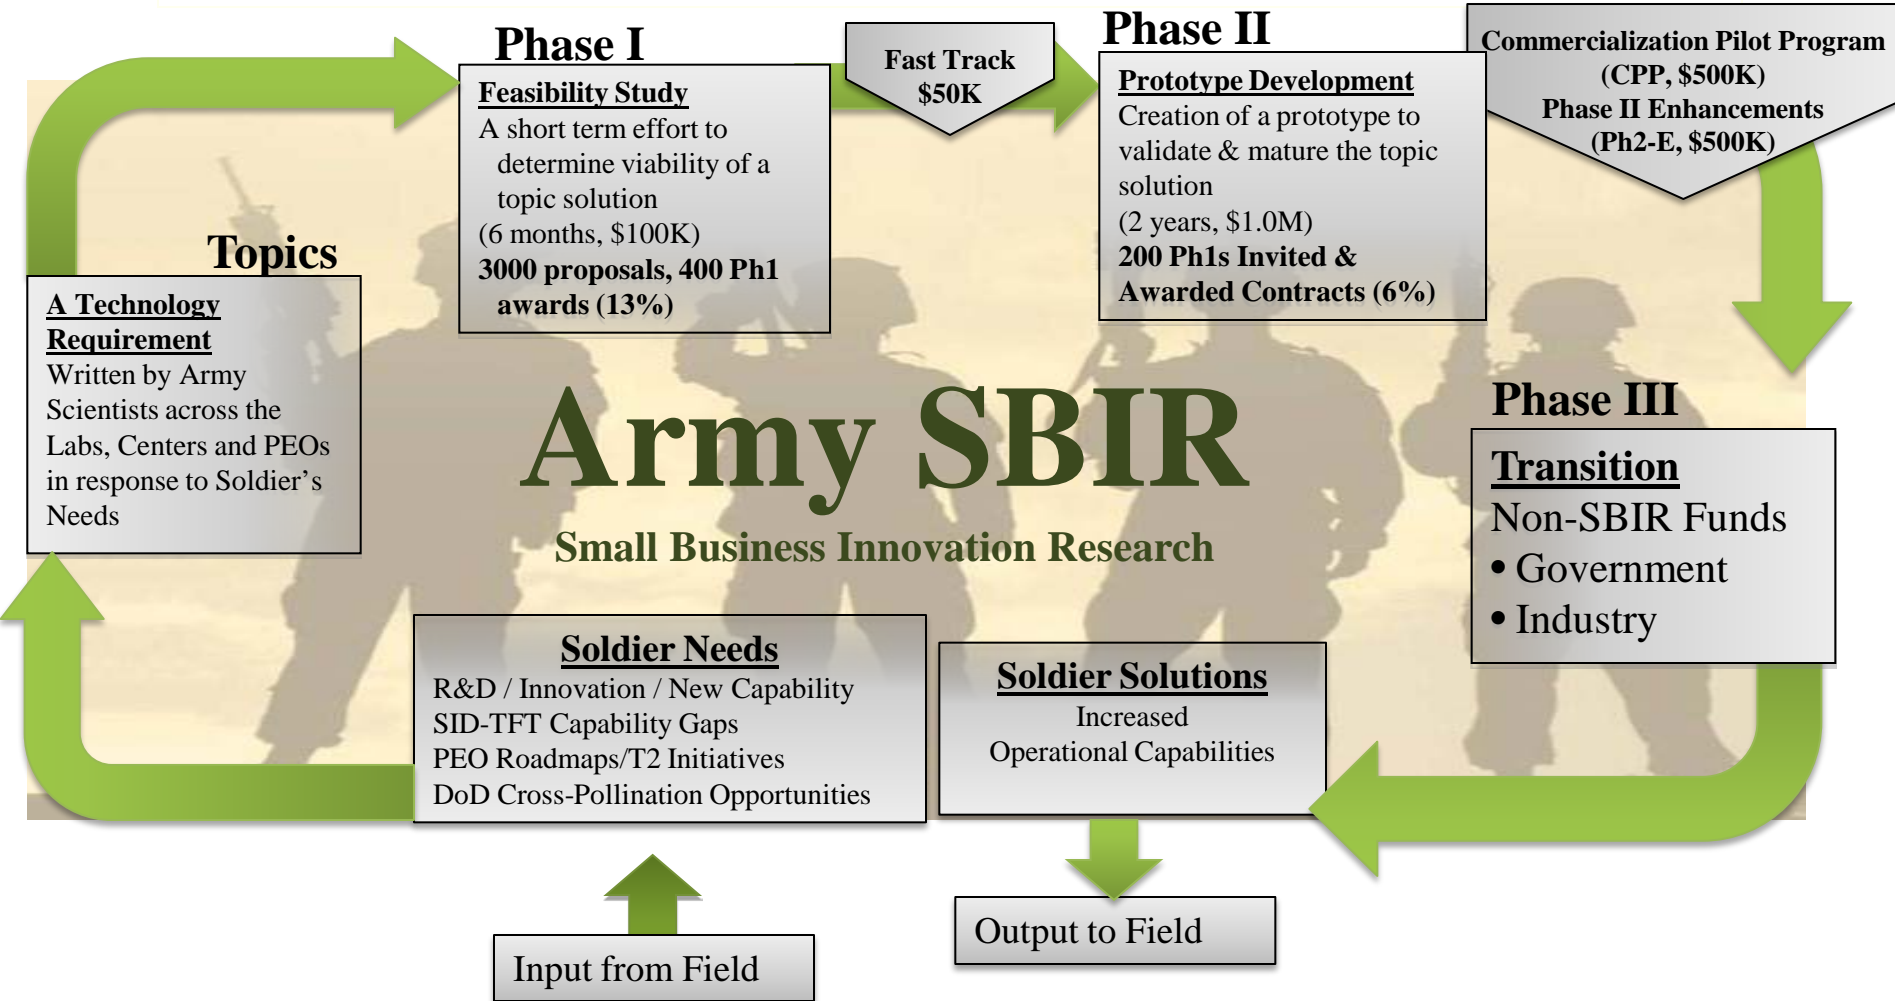 Phase I
Feasibility Study
A short term effort to
determine viability of a
topic solution
(6 months, $100K)
3000 proposals, 400 Ph1
awards (13%)
Fast Track
$50K
Phase II
Prototype Development
Creation of a prototype to
validate & mature the topic
solution
(2 years, $1.0M)
200 Ph1s Invited &
Awarded Contracts (6%)
Commercialization Pilot Program
(CPP, $500K)
Phase II Enhancements
(Ph2-E, $500K)
Topics
A Technology
Requirement
Written by Army
Scientists across the
Labs, Centers and PEOs
in response to Soldier’s
Needs
Army SBIR
Small Business Innovation Research
Phase III
Transition
Non-SBIR Funds
• Government
• Industry
Soldier Needs
R&D / Innovation / New Capability
SID-TFT Capability Gaps
PEO Roadmaps/T2 Initiatives
DoD Cross-Pollination Opportunities
Soldier Solutions
Increased
Operational Capabilities
Input from Field
Output to Field